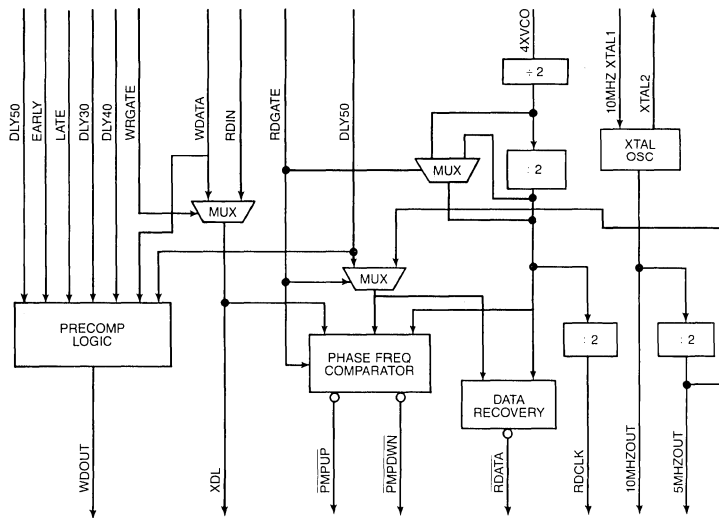 DLY50
EARLY
LATE
DLY30
DLY40
WRGATE
WDATA
RDIN
RDGATE
DLY50
4XVCO
10MHZ XTAL1
XTAL2
÷ 2
XTAL
OSC
MUX
: 2
MUX
MUX
PRECOMP
LOGIC
PHASE FREQ
COMPARATOR
: 2
: 2
DATA
RECOVERY
WDOUT
XDL
PMPUP
PMPDWN
RDATA
RDCLK
10MHZOUT
5MHZOUT